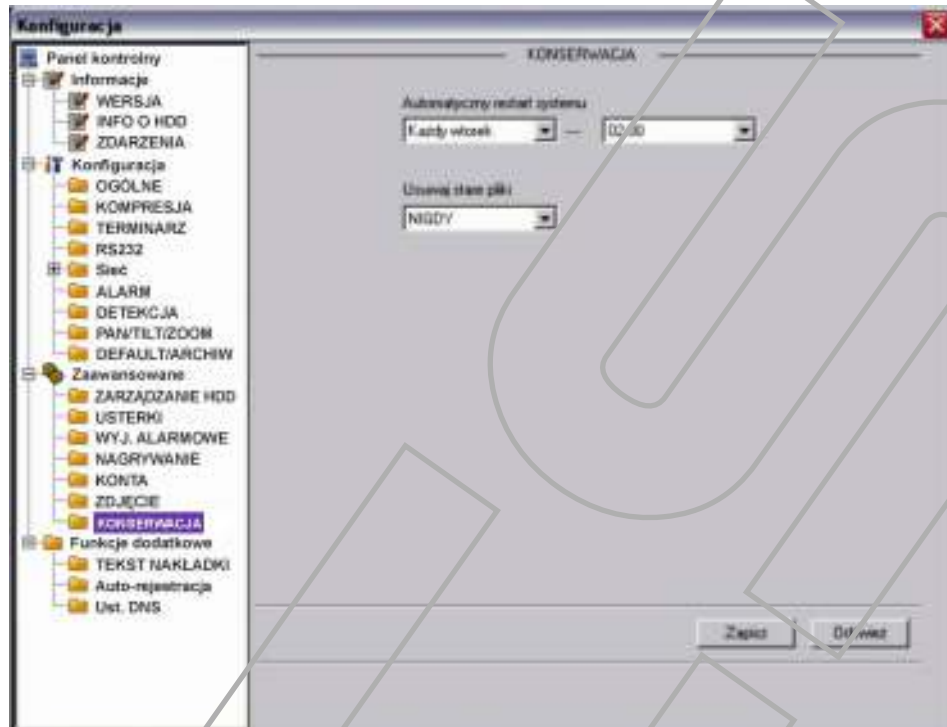 Konfiguracja
Panel kontrolny
Informacje
WERSJA
INFO O HDD
ZDARZENIA
Konfiguracja
OGÓLNE
KOMPRESJA
TERMINARZ
RS232
Sieć
ALARM
DETEKCJA
PAN/TILT/ZOOM
DEFAULT/ARCHIW
Zaawansowane
ZARZĄDZANIE HDD
USTERKI
WYJ. ALARMOWE
NAGRYWANIE
KONTA
ZDJĘCIE
KONSERWACJA
Funkcje dodatkowe
TEKST NAKŁADKI
Auto-rejestracja
Ust. DNS
KONSERWACJA
Automatyczny restart systemu
Każdy wtorek — 02:00
Usuwaj stare pliki
NIGDY
Zapisz Odśwież